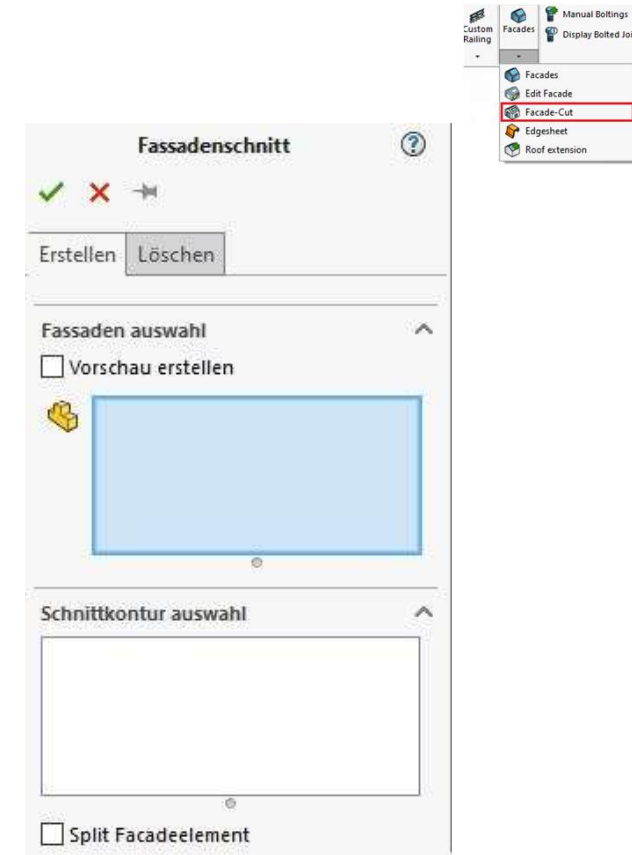 Custom
Railing
Facades
Manual Boltings
Display Bolted Joi
Facades
Edit Facade
Facade-Cut
Edgesheet
Roof extension
Fassadenschnitt
Erstellen Löschen
Fassaden auswahl
Vorschau erstellen
Schnittkontur auswahl
Split Facadeelement